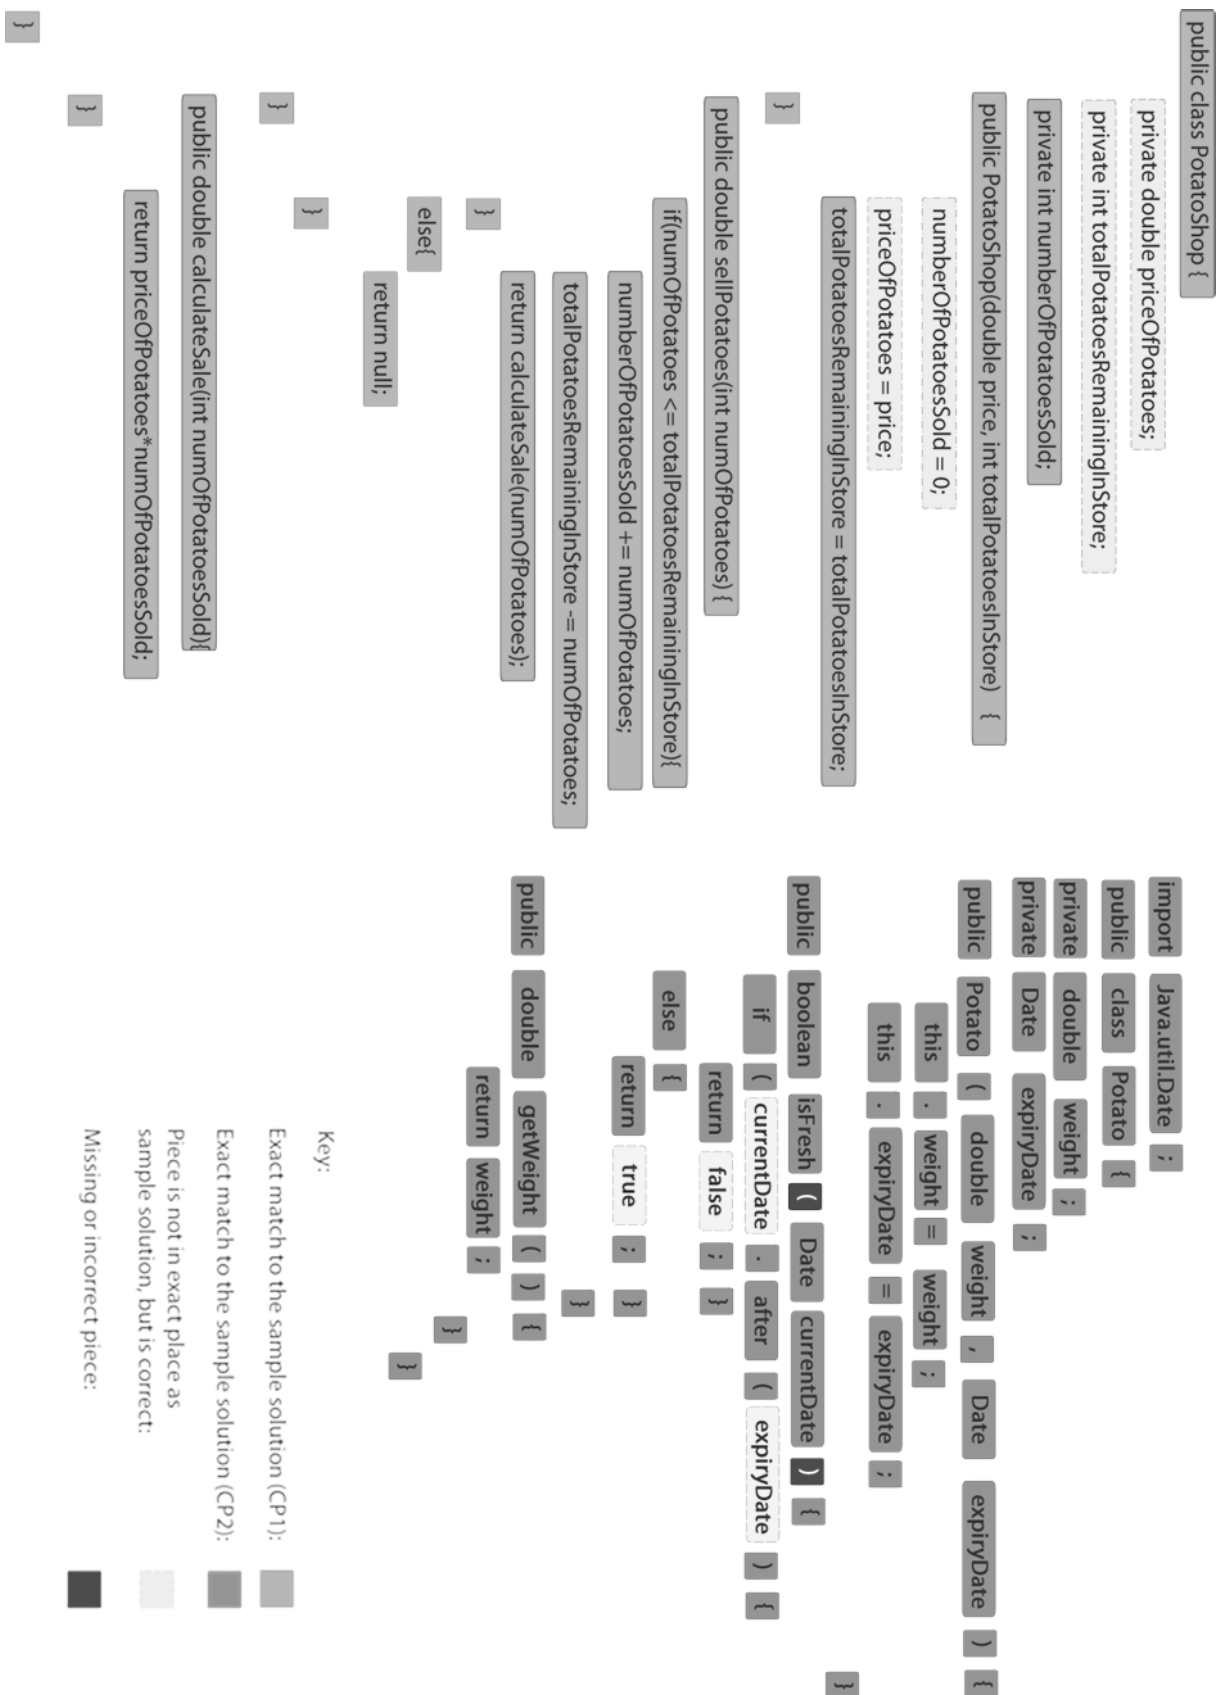 public class PotatoShop {
private double priceOfPotatoes;
private int totalPotatoesRemainingInStore;
private int numberOfPotatoesSold;
public PotatoShop(double price, int totalPotatoesInStore) {
numberOfPotatoesSold = 0;
priceOfPotatoes = price;
totalPotatoesRemainingInStore = totalPotatoesInStore;
}
public double sellPotatoes(int numOfPotatoes) {
if(numOfPotatoes <= totalPotatoesRemainingInStore){
numberOfPotatoesSold += numOfPotatoes;
totalPotatoesRemainingInStore -= numOfPotatoes;
return calculateSale(numOfPotatoes);
}
else{
return null;
}
}
public double calculateSale(int numOfPotatoesSold){
return priceOfPotatoes*numOfPotatoesSold;
}
}
import Java.util.Date ;
public class Potato {
private double weight ;
private Date expiryDate ;
public Potato ( double weight , Date expiryDate ) {
this . weight = weight ;
this . expiryDate = expiryDate ;
}
public boolean isFresh ( Date currentDate ) {
if ( currentDate . after ( expiryDate ) {
return false ; }
else {
return true ; }
}
public double getWeight ( ) {
return weight ;
}
}
Key:
Exact match to the sample solution (CP1):
Exact match to the sample solution (CP2):
Piece is not in exact place as
sample solution, but is correct:
Missing or incorrect piece: